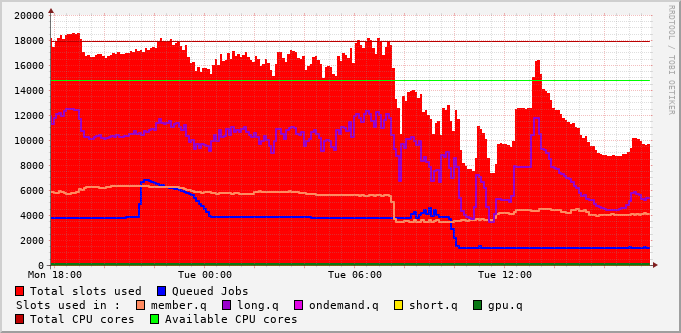 20000
18000
16000
14000
12000
10000
8000
6000
4000
2000
0
Mon 18:00 Tue 00:00 Tue 06:00 Tue 12:00
RRDTOOL / TOBI OETIKER
Total slots used Queued Jobs
Slots used in : member.q long.q ondemand.q short.q gpu.q
Total CPU cores Available CPU cores